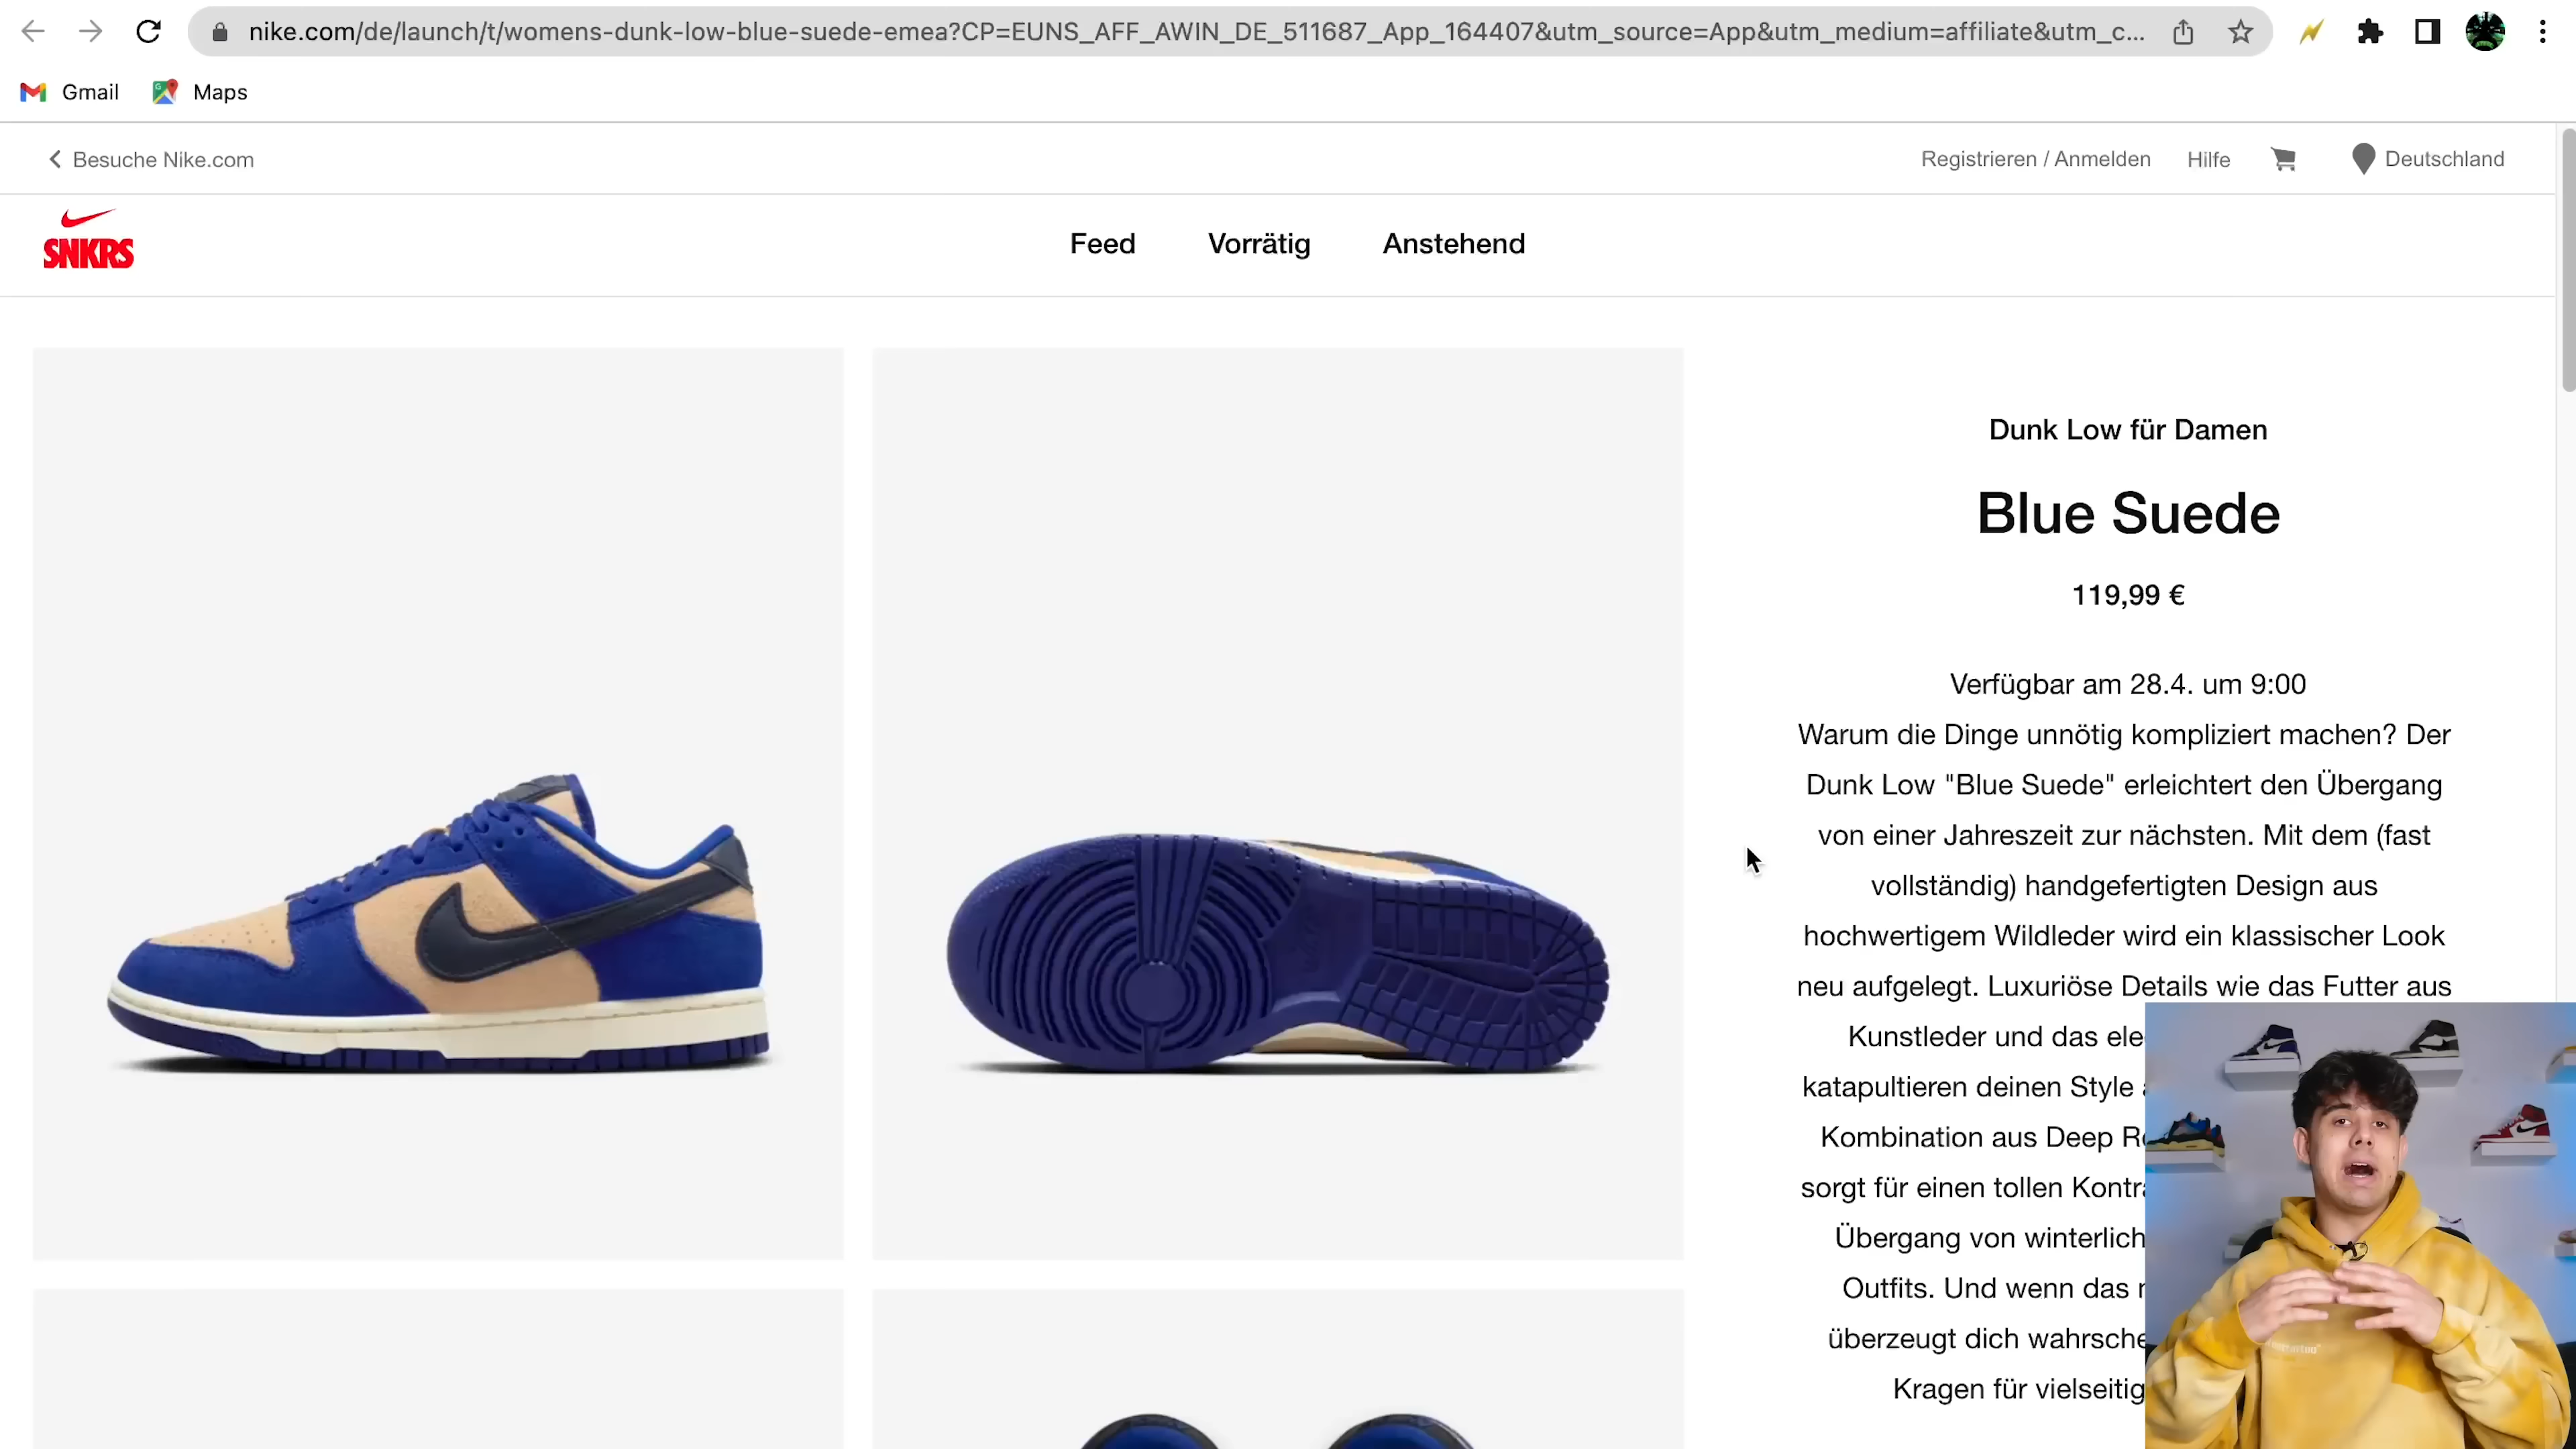 nike.com/de/launch/t/womens-dunk-low-blue-suede-emea?CP=EUNS_AFF_AWIN_DE_511687_App_164407&utm_source=App&utm_medium=affiliate&utm_c...
Gmail Maps
Besuche Nike.com
Registrieren / Anmelden Hilfe Deutschland
SNKRS
Feed Vorrätig Anstehend
Dunk Low für Damen
Blue Suede
119,99 €
Verfügbar am 28.4. um 9:00
Warum die Dinge unnötig kompliziert machen? Der
Dunk Low "Blue Suede" erleichtert den Übergang
von einer Jahreszeit zur nächsten. Mit dem (fast
vollständig) handgefertigten Design aus
hochwertigem Wildleder wird ein klassischer Look
neu aufgelegt. Luxuriöse Details wie das Futter aus
Kunstleder und das ele
katapultieren deinen Style
Kombination aus Deep R
sorgt für einen tollen Kontra
Übergang von winterlich
Outfits. Und wenn das
überzeugt dich wahrsche
Kragen für vielseitig